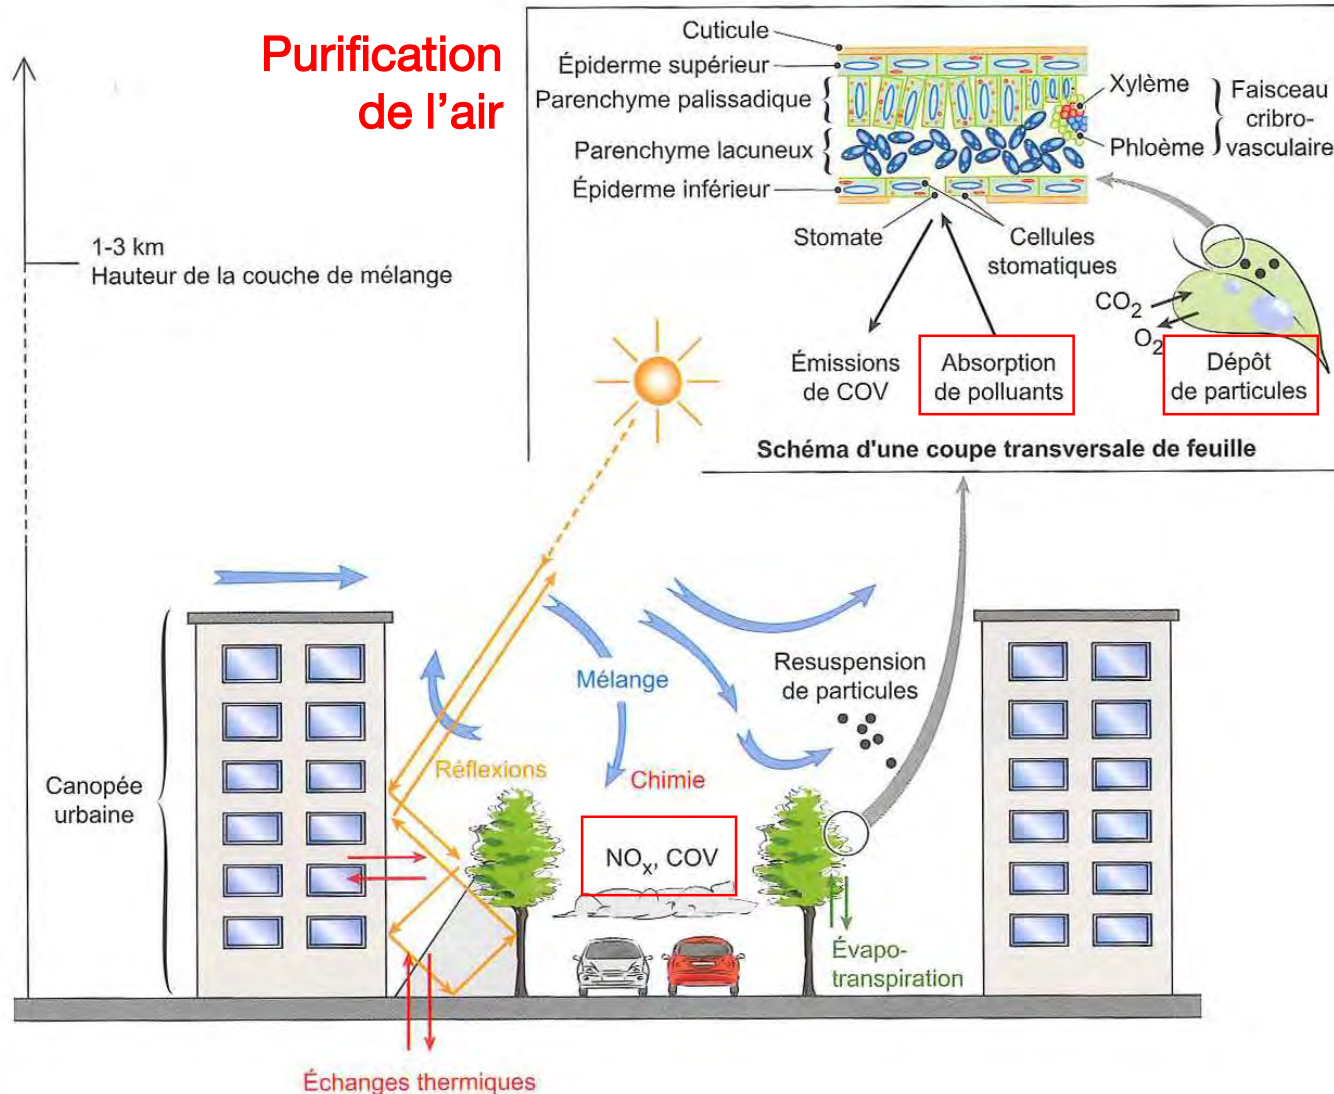 Purification
de l'air
1-3 km
Hauteur de la couche de mélange
Cuticule
Épiderme supérieur
Parenchyme palissadique
Parenchyme lacuneux
Épiderme inférieur
Xylème
Phloème
Faisceau
cribro-
vasculaire
Stomate
Cellules
stomatiques
CO₂
O₂
Émissions
de COV
Absorption
de polluants
Dépôt
de particules
Schéma d'une coupe transversale de feuille
Canopée
urbaine
Réflexions
Mélange
Chimie
NOₓ, COV
Resuspension
de particules
Évapo-
transpiration
Échanges thermiques